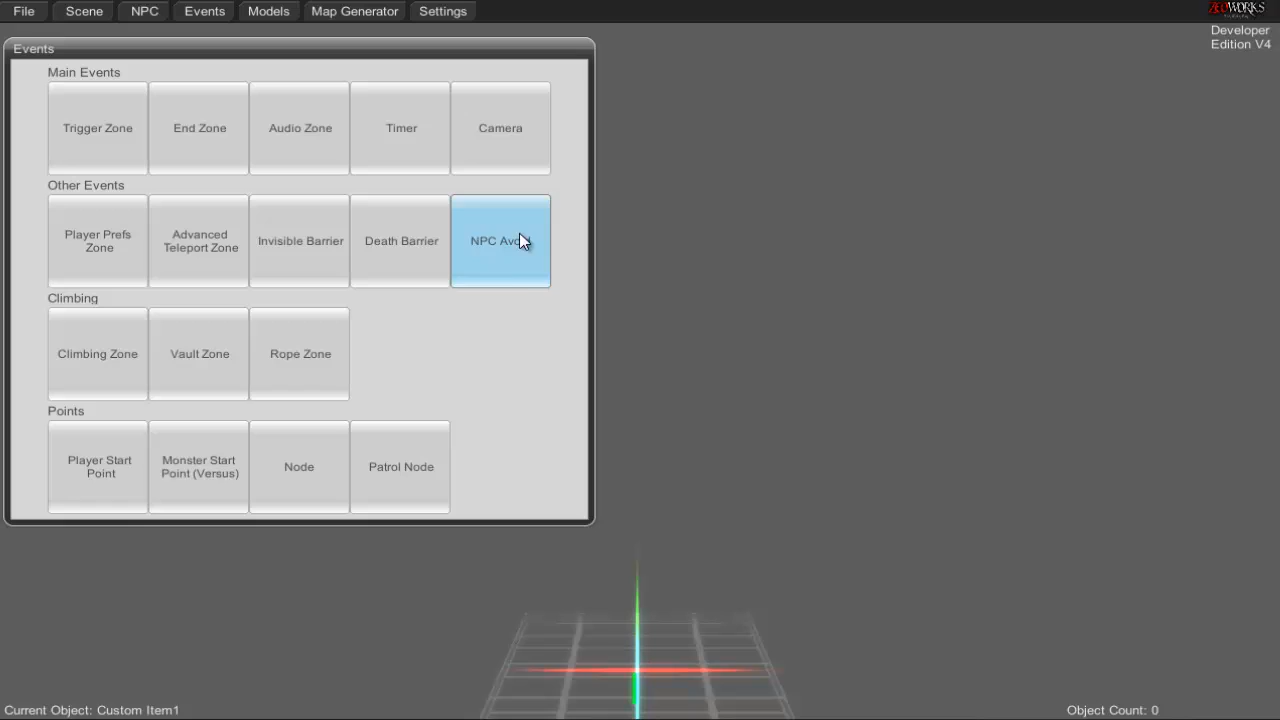 File Scene NPC Events Models Map Generator Settings
ZEOWORKS
Developer
Edition V4
Events
Main Events
Trigger Zone End Zone Audio Zone Timer Camera
Other Events
Player Prefs Zone Advanced Teleport Zone Invisible Barrier Death Barrier NPC
Climbing
Climbing Zone Vault Zone Rope Zone
Points
Player Start Point Monster Start Point (Versus) Node Patrol Node
Current Object: Custom Item1 Object Count: 0